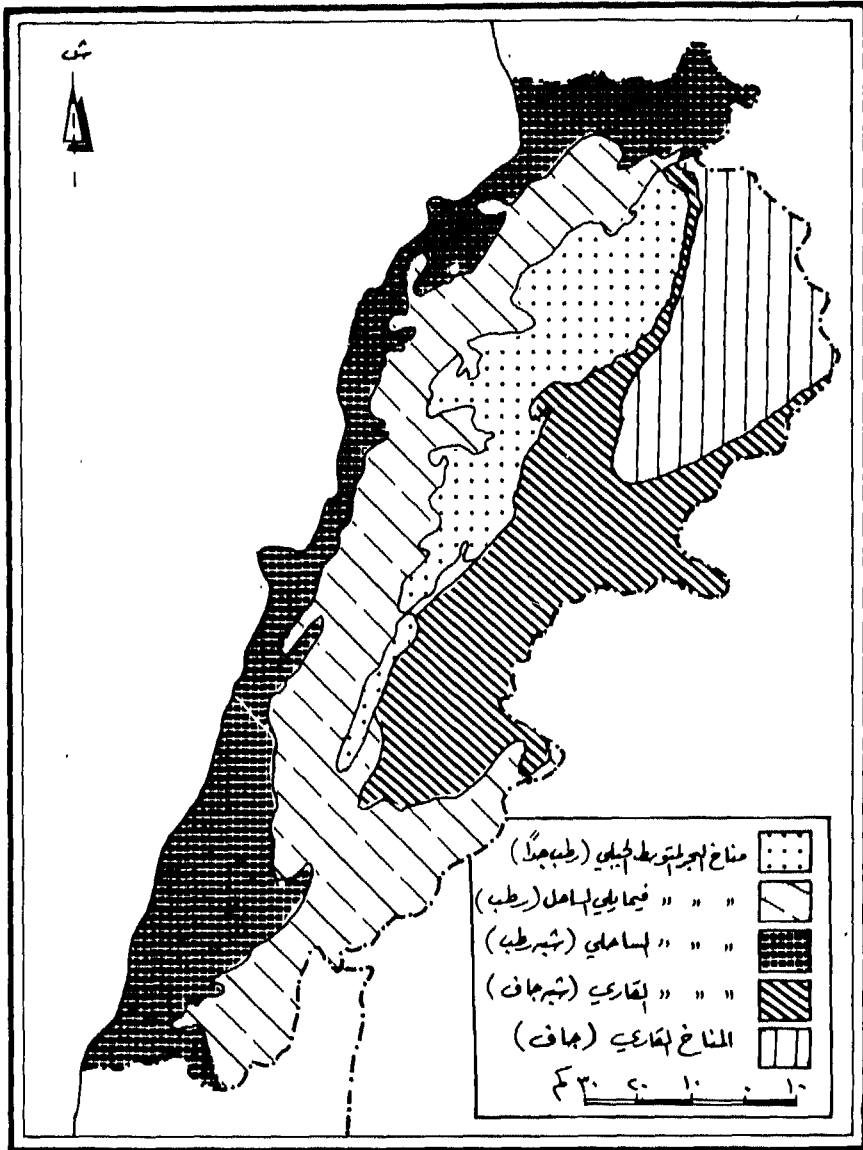 ش
مناخ البحر المتوسط الجبلي (رطب جدًا)
" " " فيما يلي الساحل (رطب)
" " " الساحلي (شبه رطب)
" " " القاري (شبه جاف)
المناخ القاري (جاف)
١٠ ٠ ١٠ ٢٠ ٣٠ كم